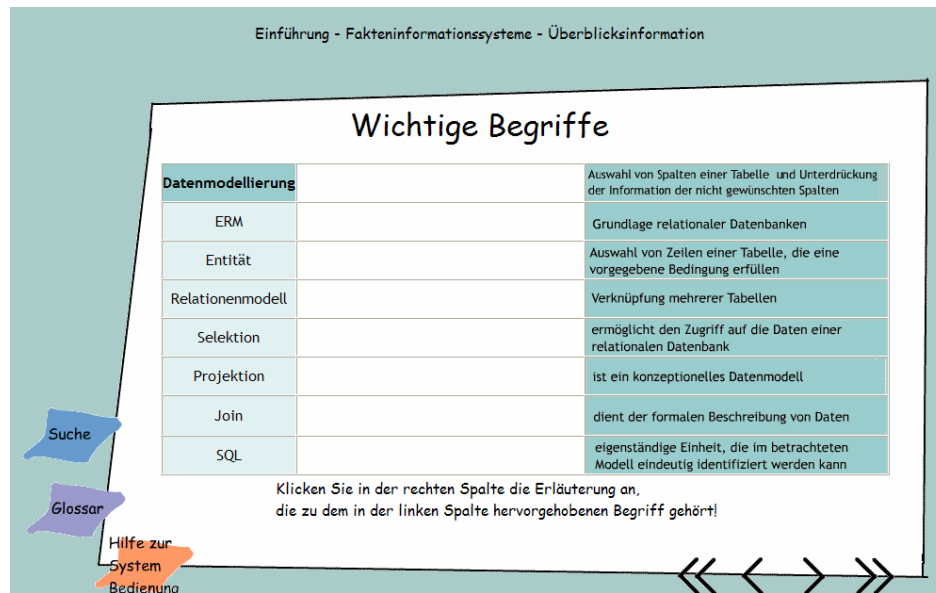 Einführung - Fakteninformationssysteme - Überblicksinformation
Wichtige Begriffe
Datenmodellierung
Auswahl von Spalten einer Tabelle und Unterdrückung
der Information der nicht gewünschten Spalten
ERM
Grundlage relationaler Datenbanken
Entität
Auswahl von Zeilen einer Tabelle, die eine
vorgegebene Bedingung erfüllen
Relationenmodell
Verknüpfung mehrerer Tabellen
Selektion
ermöglicht den Zugriff auf die Daten einer
relationalen Datenbank
Projektion
ist ein konzeptionelles Datenmodell
Join
dient der formalen Beschreibung von Daten
SQL
eigenständige Einheit, die im betrachteten
Modell eindeutig identifiziert werden kann
Klicken Sie in der rechten Spalte die Erläuterung an,
die zu dem in der linken Spalte hervorgehobenen Begriff gehört!
Suche
Glossar
Hilfe zur
System
Bedienung